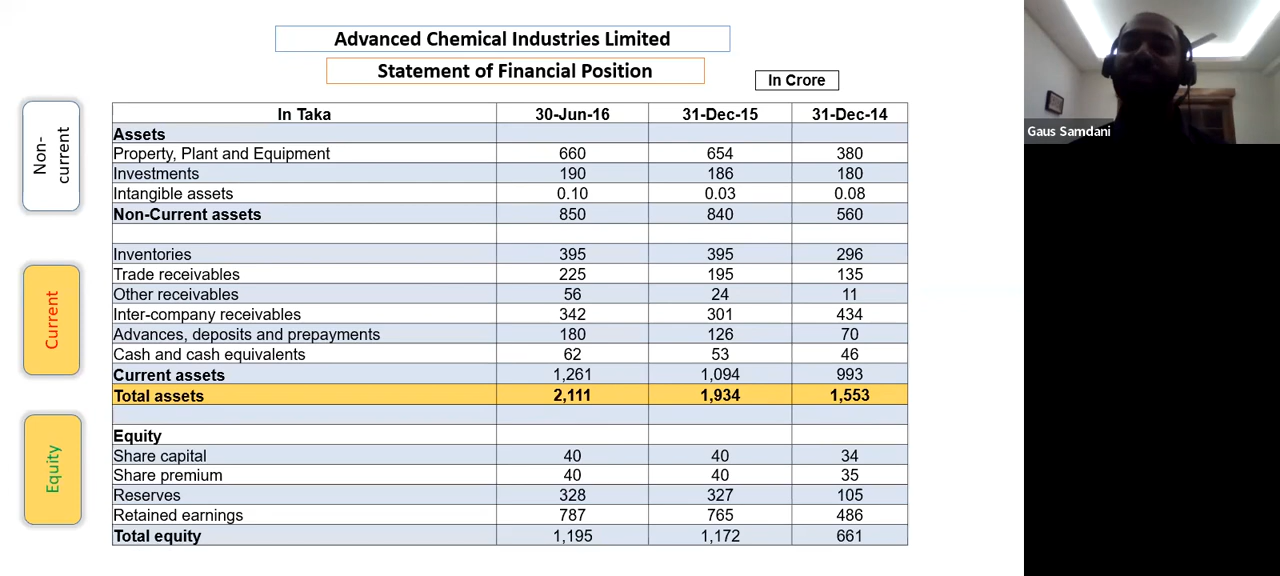 Advanced Chemical Industries Limited
Statement of Financial Position
In Crore
Non-
current
Current
Equity
In Taka 30-Jun-16 31-Dec-15 31-Dec-14
Assets
Property, Plant and Equipment 660 654 380
Investments 190 186 180
Intangible assets 0.10 0.03 0.08
Non-Current assets 850 840 560
Inventories 395 395 296
Trade receivables 225 195 135
Other receivables 56 24 11
Inter-company receivables 342 301 434
Advances, deposits and prepayments 180 126 70
Cash and cash equivalents 62 53 46
Current assets 1,261 1,094 993
Total assets 2,111 1,934 1,553
Equity
Share capital 40 40 34
Share premium 40 40 35
Reserves 328 327 105
Retained earnings 787 765 486
Total equity 1,195 1,172 661
Gaus Samdani